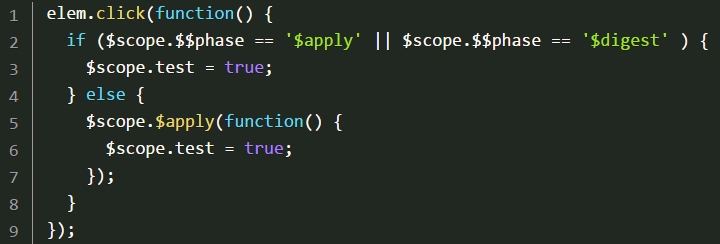 1 elem.click(function() {
2   if ($scope.$$phase == '$apply' || $scope.$$phase == '$digest' ) {
3     $scope.test = true;
4   } else {
5     $scope.$apply(function() {
6       $scope.test = true;
7     });
8   }
9 });